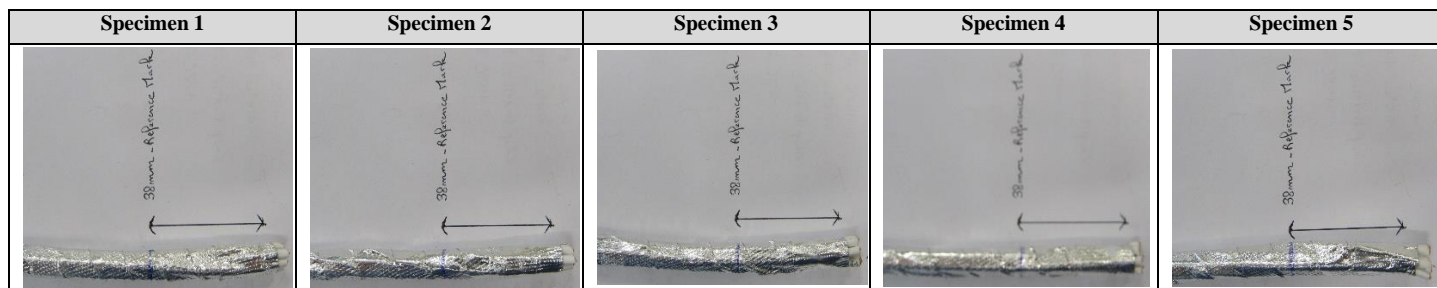 Specimen 1
Specimen 2
Specimen 3
Specimen 4
Specimen 5
38mm - Reference Mark
38mm - Reference Mark
38mm - Reference Mark
38mm - Reference Mark
38mm - Reference Mark